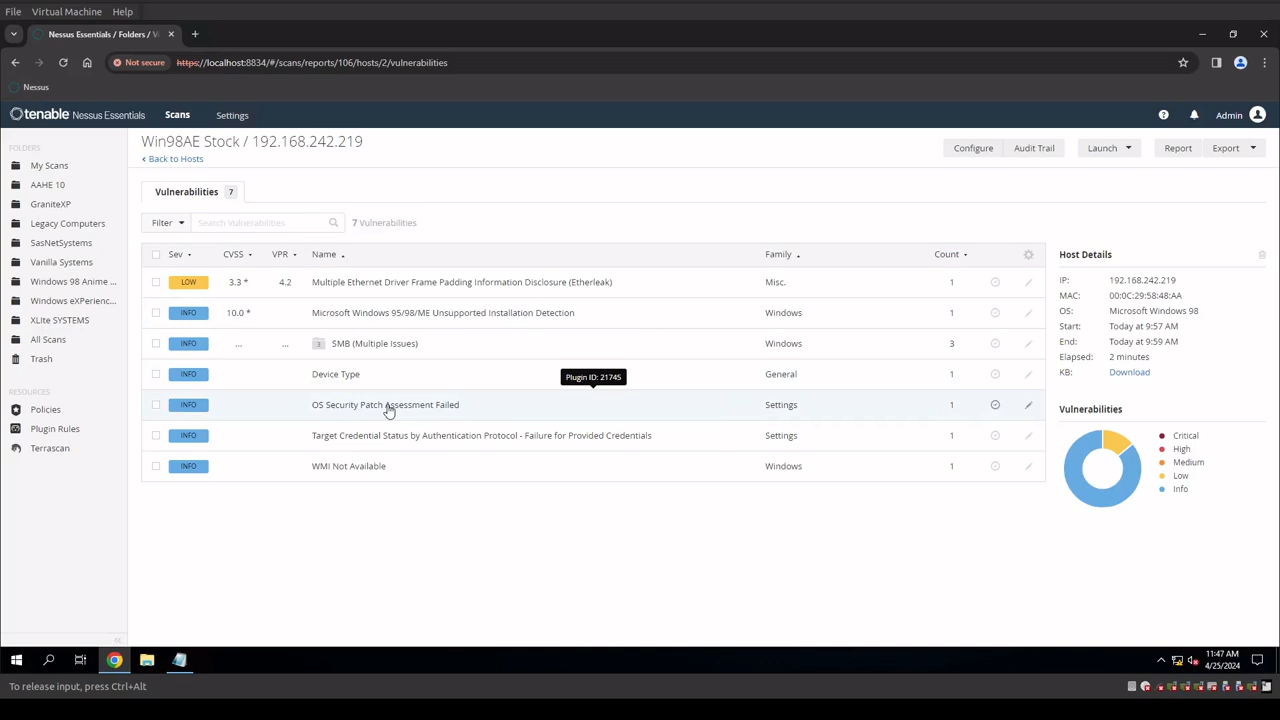 File Virtual Machine Help
Nessus Essentials / Folders / Vi
Not secure https://localhost:8834/#/scans/reports/106/hosts/2/vulnerabilities
Nessus
tenable Nessus Essentials Scans Settings Admin
FOLDERS
My Scans
AAHE 10
GraniteXP
Legacy Computers
SasNetSystems
Vanilla Systems
Windows 98 Anime ...
Windows eXPerienc...
XLIte SYSTEMS
All Scans
Trash
RESOURCES
Policies
Plugin Rules
Terrascan
Win98AE Stock / 192.168.242.219
Back to Hosts
Configure Audit Trail Launch Report Export
Vulnerabilities 7
Filter Search Vulnerabilities 7 Vulnerabilities
Sev CVSS VPR Name Family Count
LOW 3.3 * 4.2 Multiple Ethernet Driver Frame Padding Information Disclosure (Etherleak) Misc. 1
INFO 10.0 * Microsoft Windows 95/98/ME Unsupported Installation Detection Windows 1
INFO ... ... 3 SMB (Multiple Issues) Windows 3
INFO Device Type General 1
Plugin ID: 21745
INFO OS Security Patch Assessment Failed Settings 1
INFO Target Credential Status by Authentication Protocol - Failure for Provided Credentials Settings 1
INFO WMI Not Available Windows 1
Host Details
IP: 192.168.242.219
MAC: 00:0C:29:58:48:AA
OS: Microsoft Windows 98
Start: Today at 9:57 AM
End: Today at 9:59 AM
Elapsed: 2 minutes
KB: Download
Vulnerabilities
Critical
High
Medium
Low
Info
11:47 AM
4/25/2024
To release input, press Ctrl+Alt